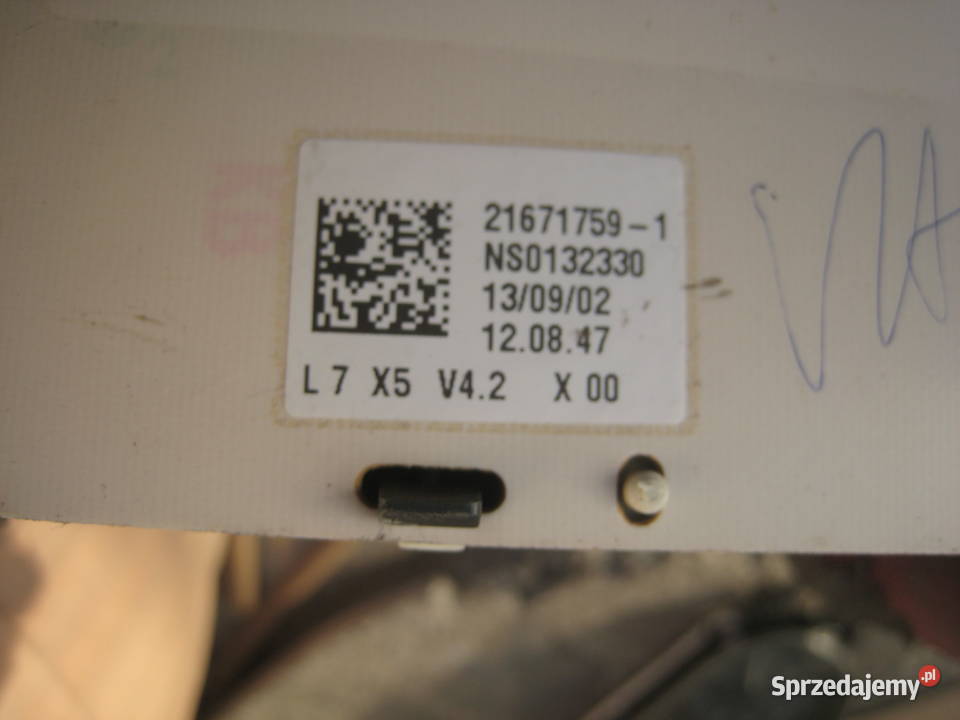 21671759-1
NS0132330
13/09/02
12.08.47
L 7 X5 V4.2 X 00
Sprzedajemy.pl